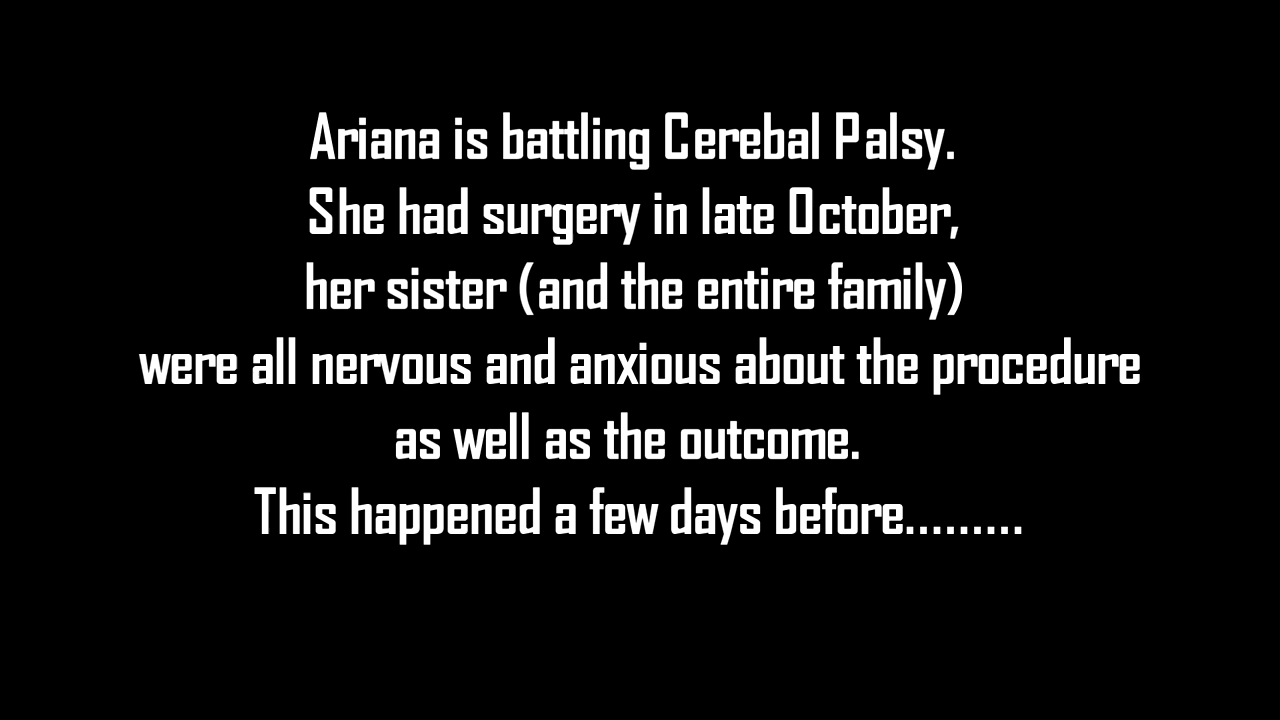 Ariana is battling Cerebal Palsy.
She had surgery in late October,
her sister (and the entire family)
were all nervous and anxious about the procedure
as well as the outcome.
This happened a few days before.........